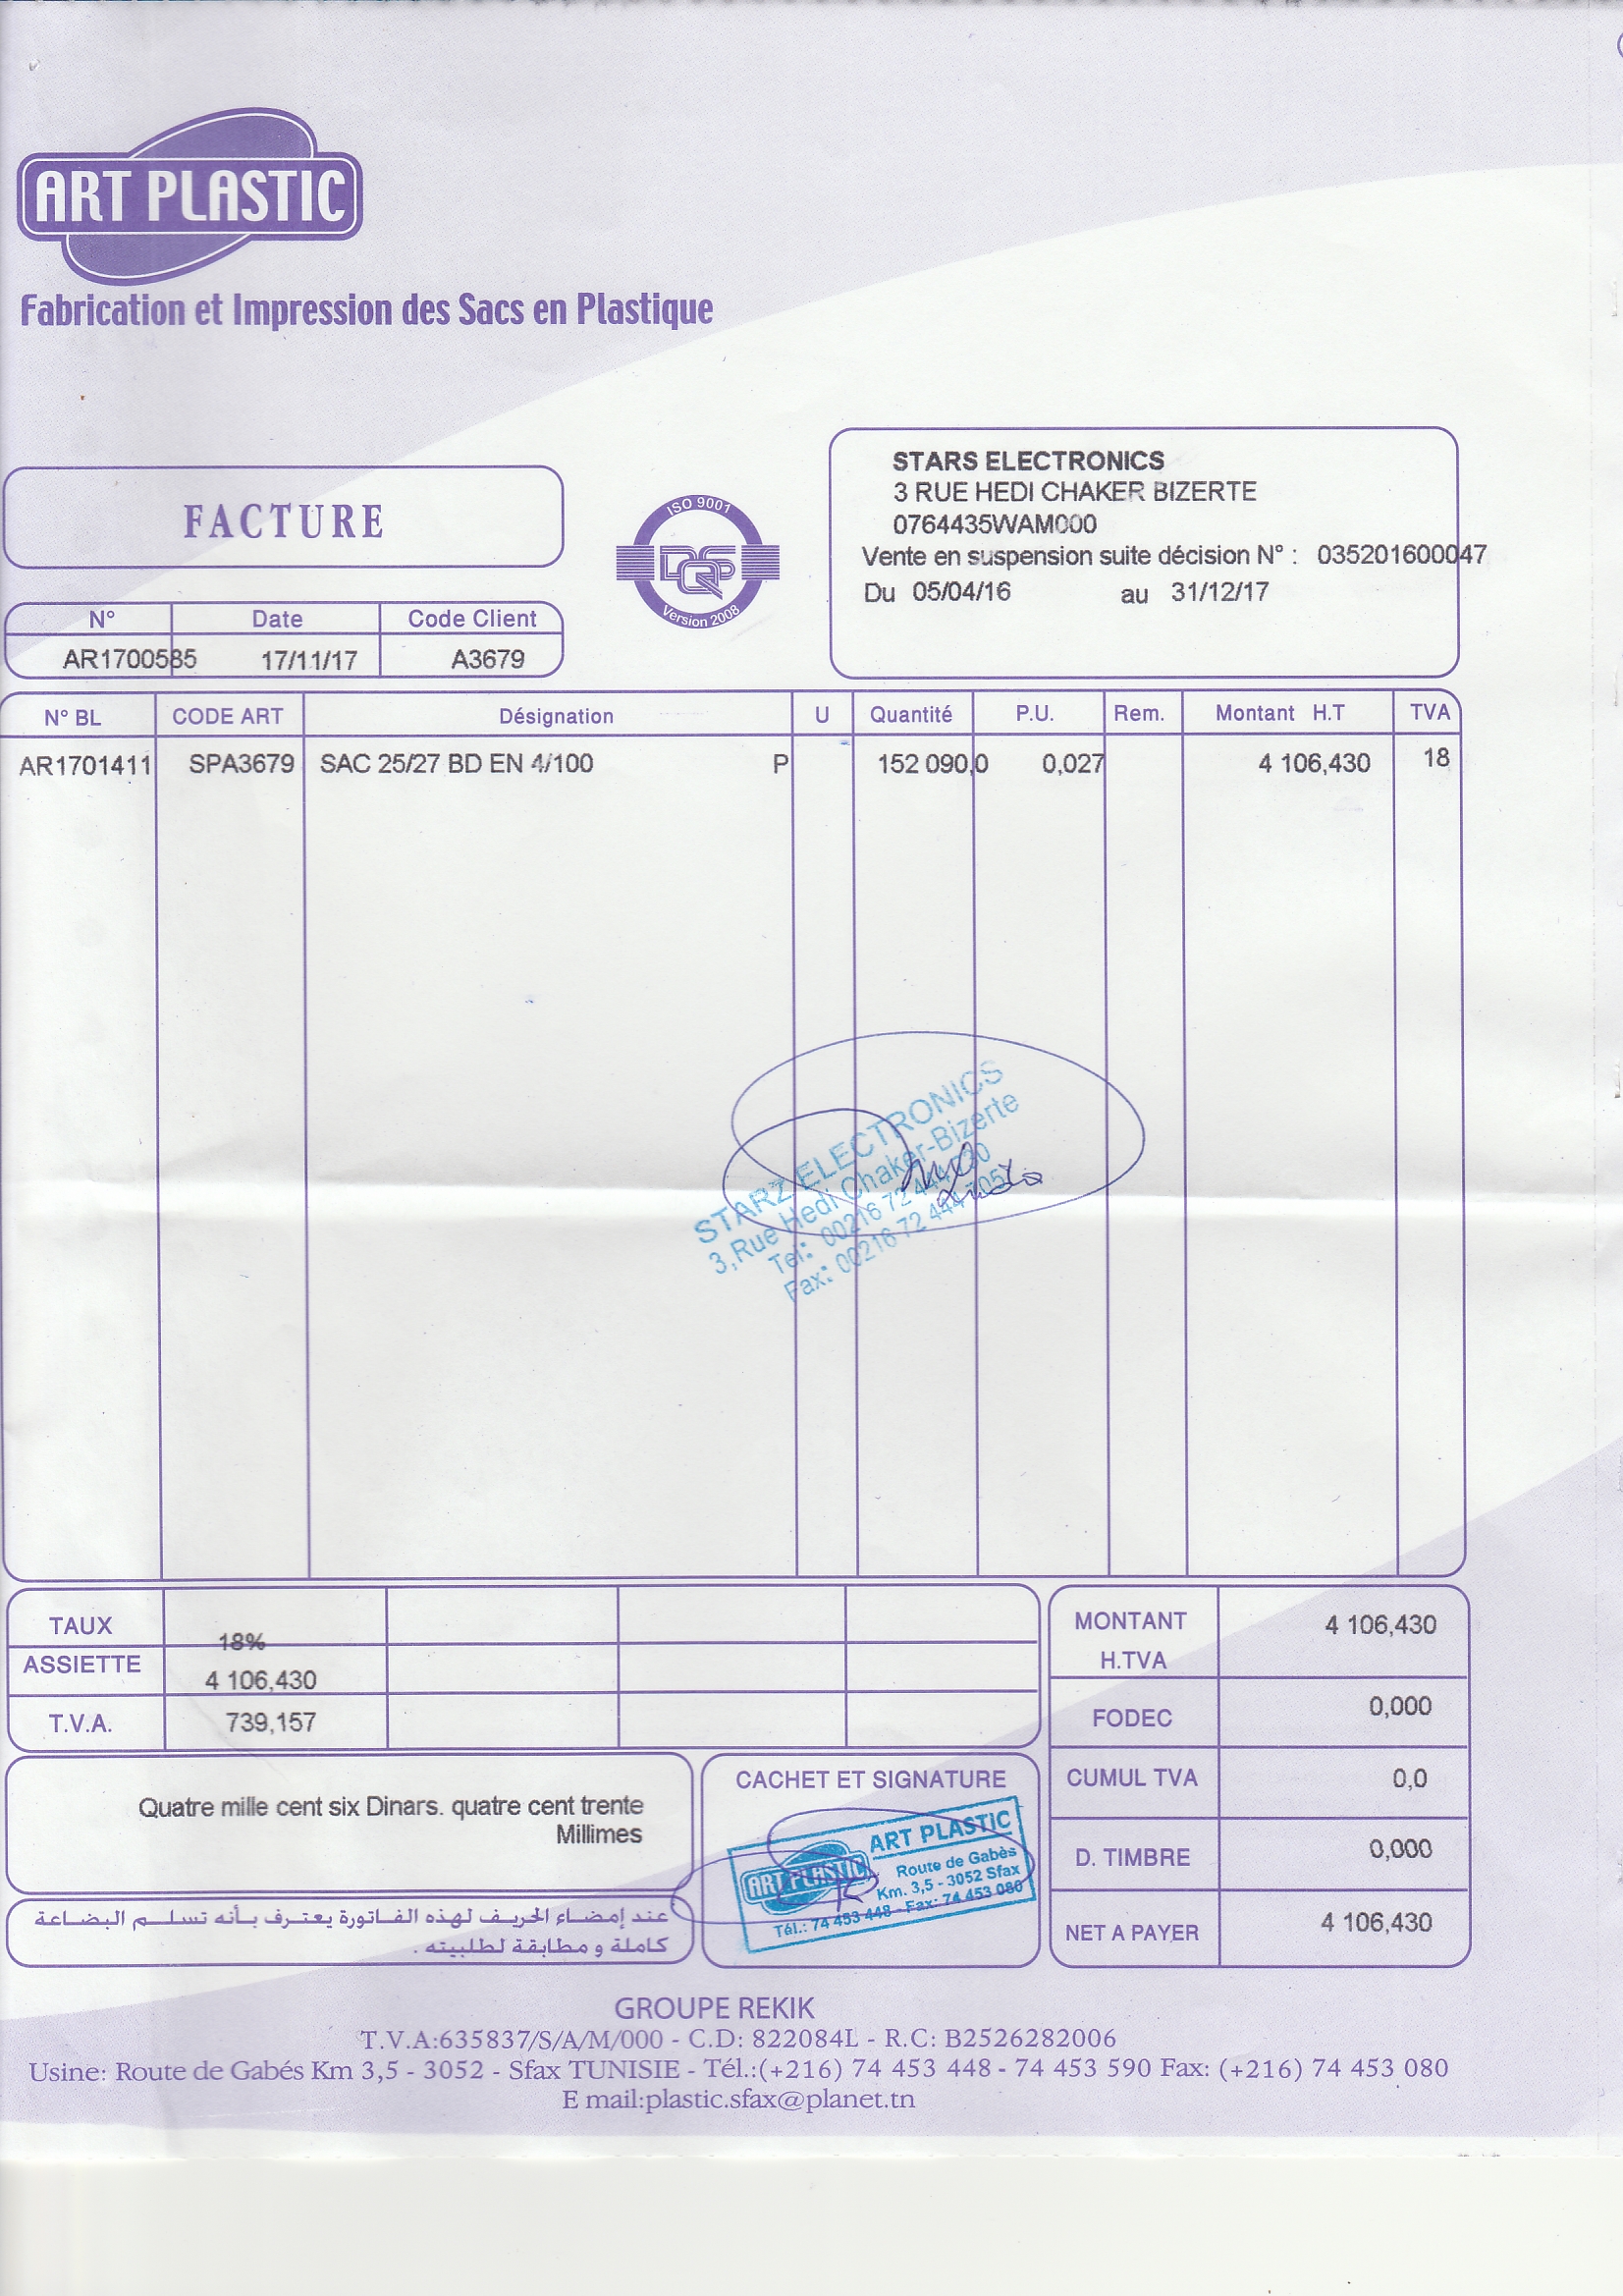 ART PLASTIC
Fabrication et Impression des Sacs en Plastique
STARS ELECTRONICS
3 RUE HEDI CHAKER BIZERTE
0764435WAM000
Vente en suspension suite décision N° : 035201600047
Du 05/04/16 au 31/12/17
FACTURE
ISO 9001
DQS
Version 2008
N° Date Code Client
AR1700585 17/11/17 A3679
N° BL CODE ART Désignation U Quantité P.U. Rem. Montant H.T TVA
AR1701411 SPA3679 SAC 25/27 BD EN 4/100 P 152 090,0 0,027 4 106,430 18
STARZ ELECTRONICS
3,Rue Hedi Chaker-Bizerte
Tel: 00216 72 444
Fax: 00216 72 444
TAUX 18%
ASSIETTE 4 106,430
T.V.A. 739,157
MONTANT H.TVA 4 106,430
FODEC 0,000
CUMUL TVA 0,0
D. TIMBRE 0,000
NET A PAYER 4 106,430
Quatre mille cent six Dinars. quatre cent trente
Millimes
CACHET ET SIGNATURE
ART PLASTIC
ART PLASTIC
Route de Gabès
Km. 3,5 - 3052 Sfax
Tél.: 74 453 448 - Fax: 74 453 080
عند إمضاء الحريف لهذه الفاتورة يعترف بأنه تسلم البضاعة
كاملة و مطابقة لطلبيته .
GROUPE REKIK
T.V.A:635837/S/A/M/000 - C.D: 822084L - R.C: B2526282006
Usine: Route de Gabés Km 3,5 - 3052 - Sfax TUNISIE - Tél.:(+216) 74 453 448 - 74 453 590 Fax: (+216) 74 453 080
E mail:plastic.sfax@planet.tn